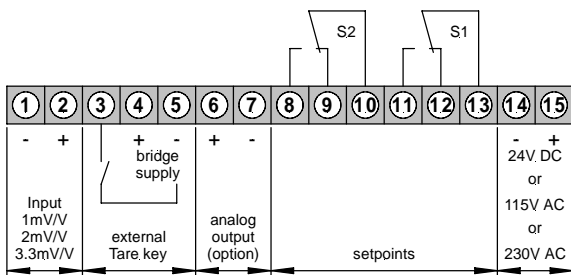 S2 S1
1 2 3 4 5 6 7 8 9 10 11 12 13 14 15
- + + - + - - +
bridge
supply
Input
1mV/V
2mV/V
3.3mV/V
external
Tare key
analog
output
(option)
setpoints
24V DC
or
115V AC
or
230V AC